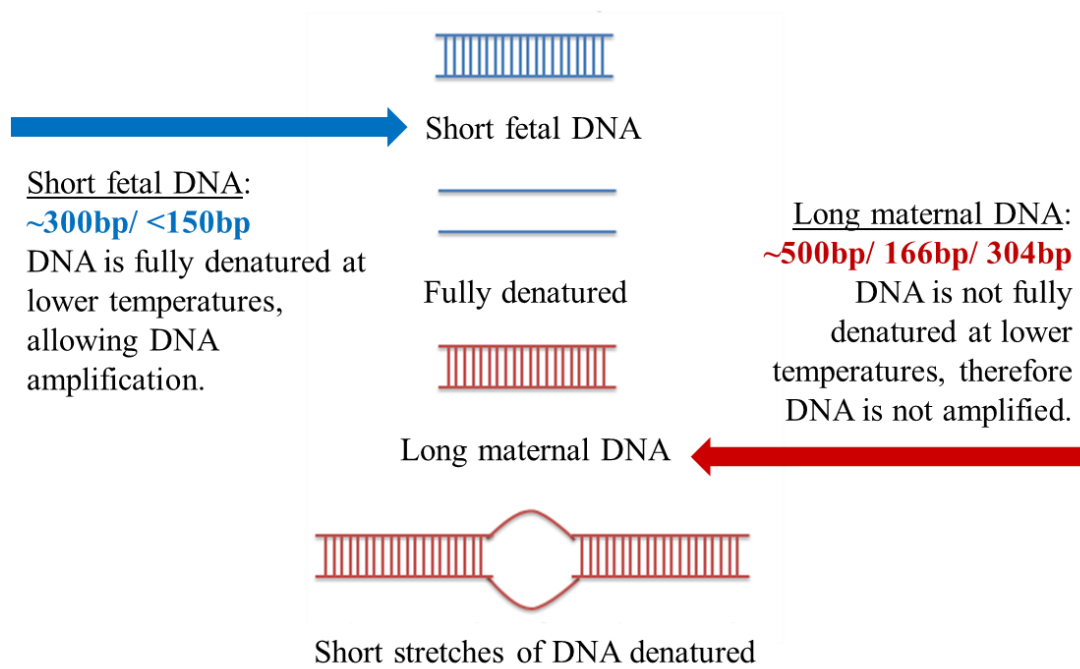 Short fetal DNA
Short fetal DNA:
~300bp/ <150bp
DNA is fully denatured at
lower temperatures,
allowing DNA
amplification.
Fully denatured
Long maternal DNA:
~500bp/ 166bp/ 304bp
DNA is not fully
denatured at lower
temperatures, therefore
DNA is not amplified.
Long maternal DNA
Short stretches of DNA denatured